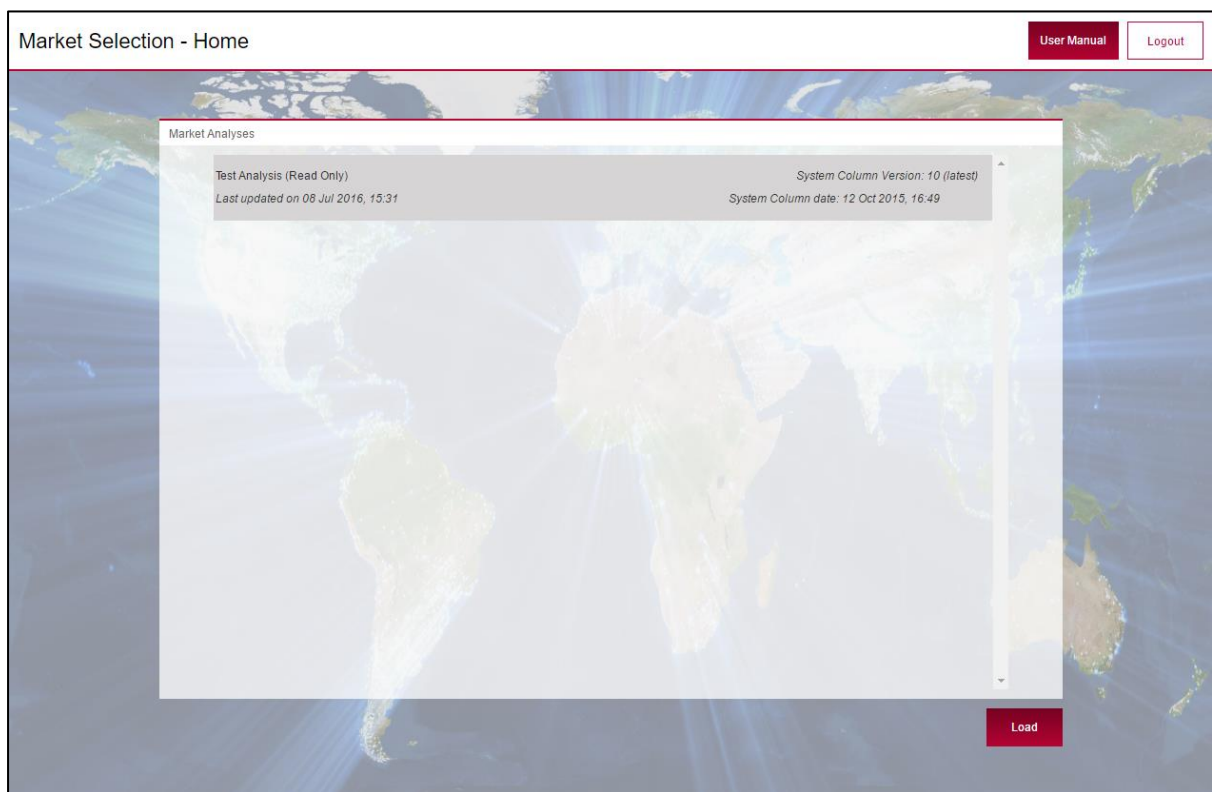 Market Selection - Home
User Manual
Logout
Market Analyses
Test Analysis (Read Only)
System Column Version: 10 (latest)
Last updated on 08 Jul 2016, 15:31
System Column date: 12 Oct 2015, 16:49
Load